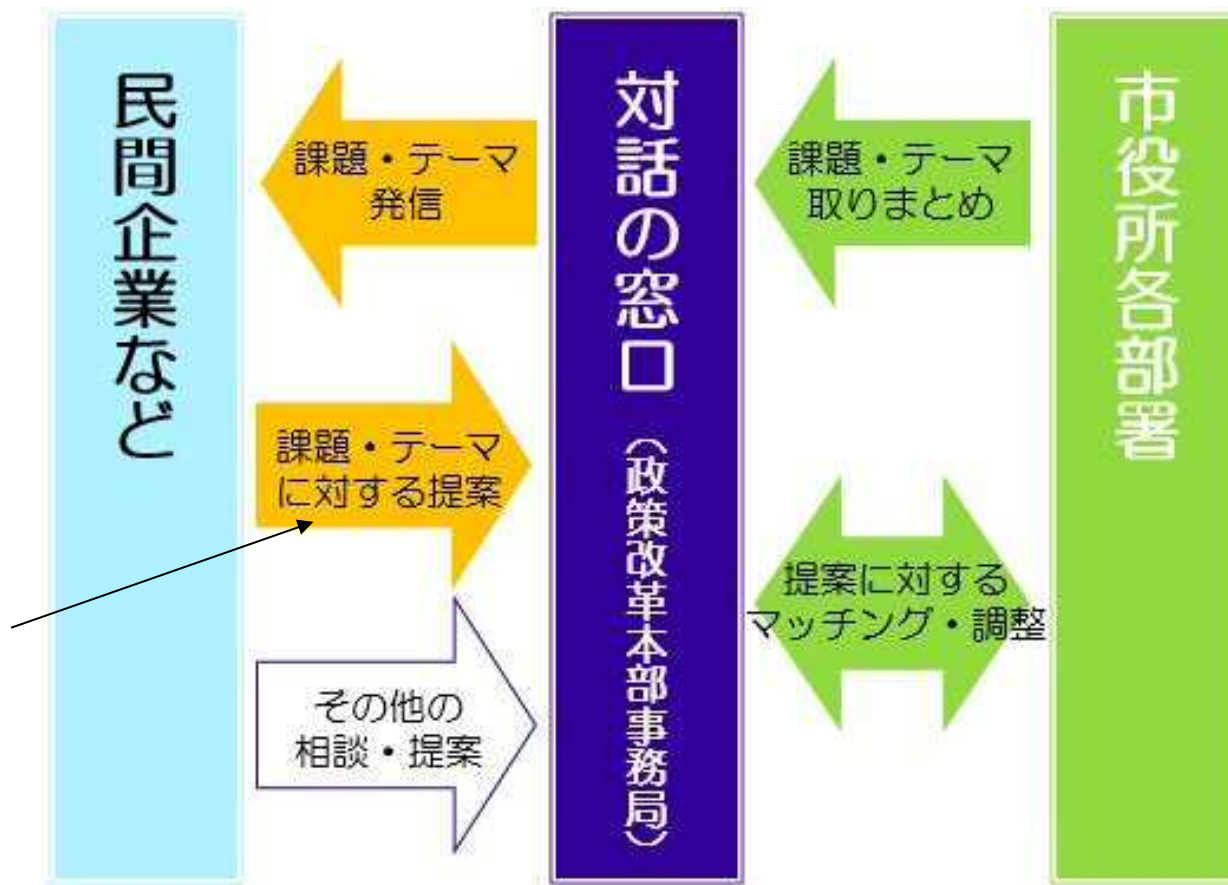 民間企業など
課題・テーマ
発信
課題・テーマ
に対する提案
その他の
相談・提案
対話の窓口
（政策改革本部事務局）
課題・テーマ
取りまとめ
提案に対する
マッチング・調整
市役所各部署